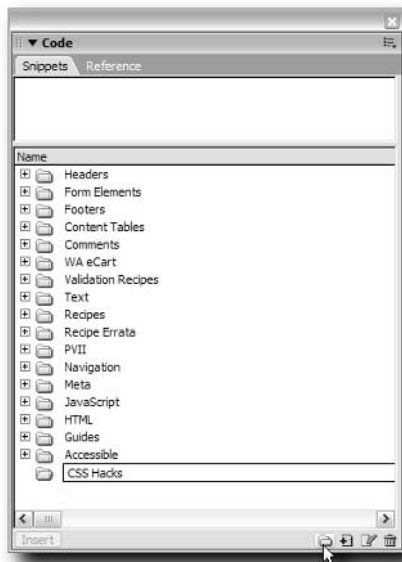 Code
Snippets Reference
Name
Headers
Form Elements
Footers
Content Tables
Comments
WA eCart
Validation Recipes
Text
Recipes
Recipe Errata
PVII
Navigation
Meta
JavaScript
HTML
Guides
Accessible
CSS Hacks
Insert